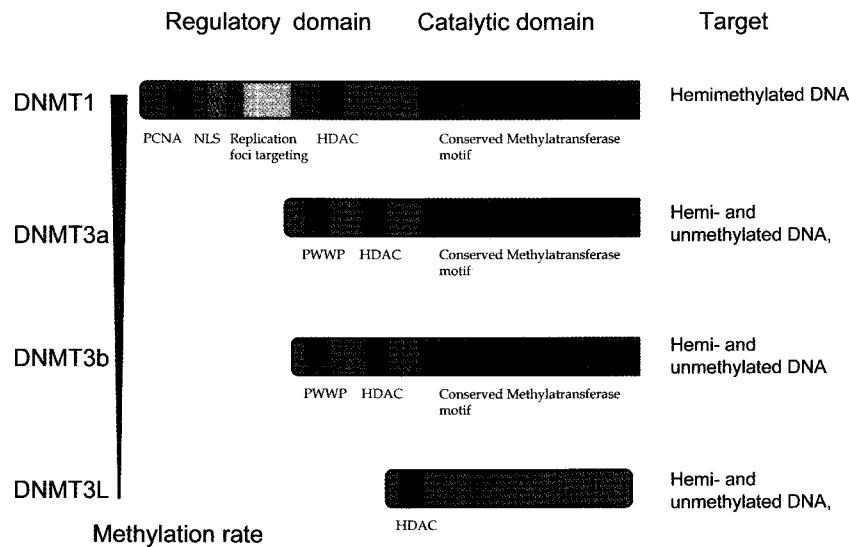 Regulatory domain Catalytic domain Target
DNMT1
Hemimethylated DNA
PCNA NLS Replication HDAC Conserved Methylatransferase
foci targeting motif
DNMT3a
Hemi- and
unmethylated DNA,
PWWP HDAC Conserved Methylatransferase
motif
DNMT3b
Hemi- and
unmethylated DNA
PWWP HDAC Conserved Methylatransferase
motif
DNMT3L
Hemi- and
unmethylated DNA,
HDAC
Methylation rate